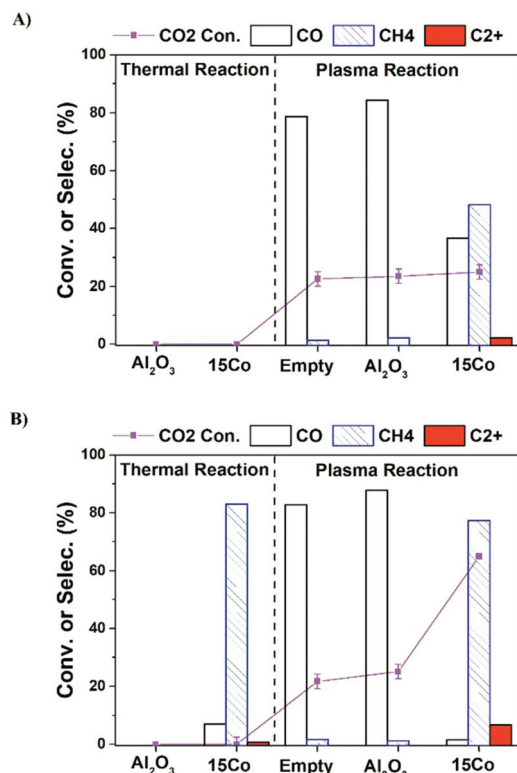 A)
CO2 Con. CO CH4 C2+
100
Thermal Reaction Plasma Reaction
80
60
40
20
0
Conv. or Selec. (%)
Al₂O₃ 15Co Empty Al₂O₃ 15Co
B)
CO2 Con. CO CH4 C2+
100
Thermal Reaction Plasma Reaction
80
60
40
20
0
Conv. or Selec. (%)
Al₂O₃ 15Co Empty Al₂O₃ 15Co